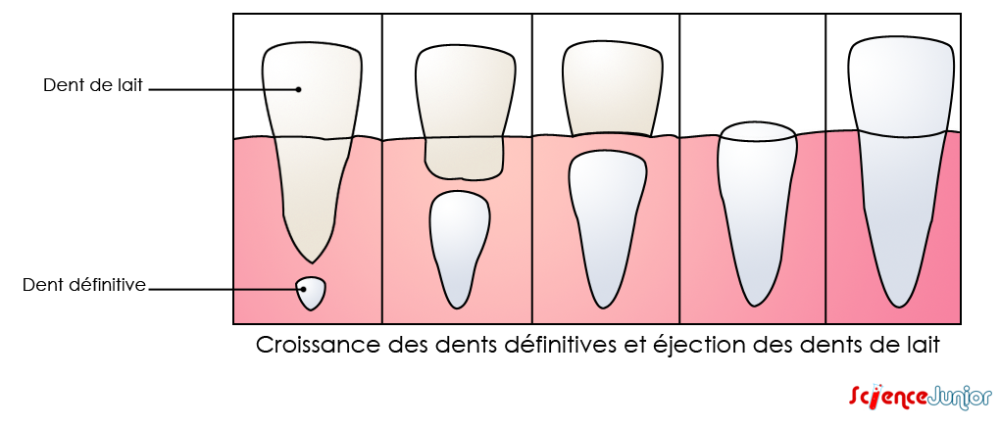 Dent de lait
Dent définitive
Croissance des dents définitives et éjection des dents de lait
ScienceJunior